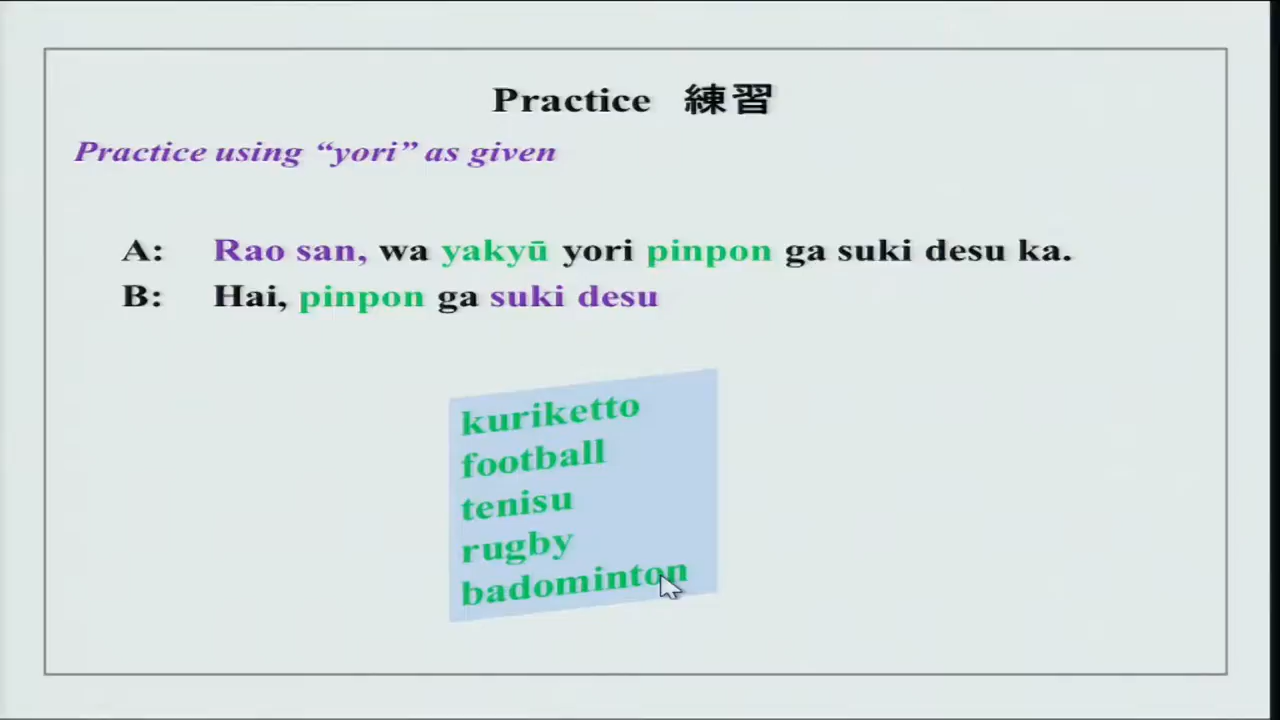 Practice 練習
Practice using “yori” as given
A: Rao san, wa yakyū yori pinpon ga suki desu ka.
B: Hai, pinpon ga suki desu
kuriketto
football
tenisu
rugby
badominton